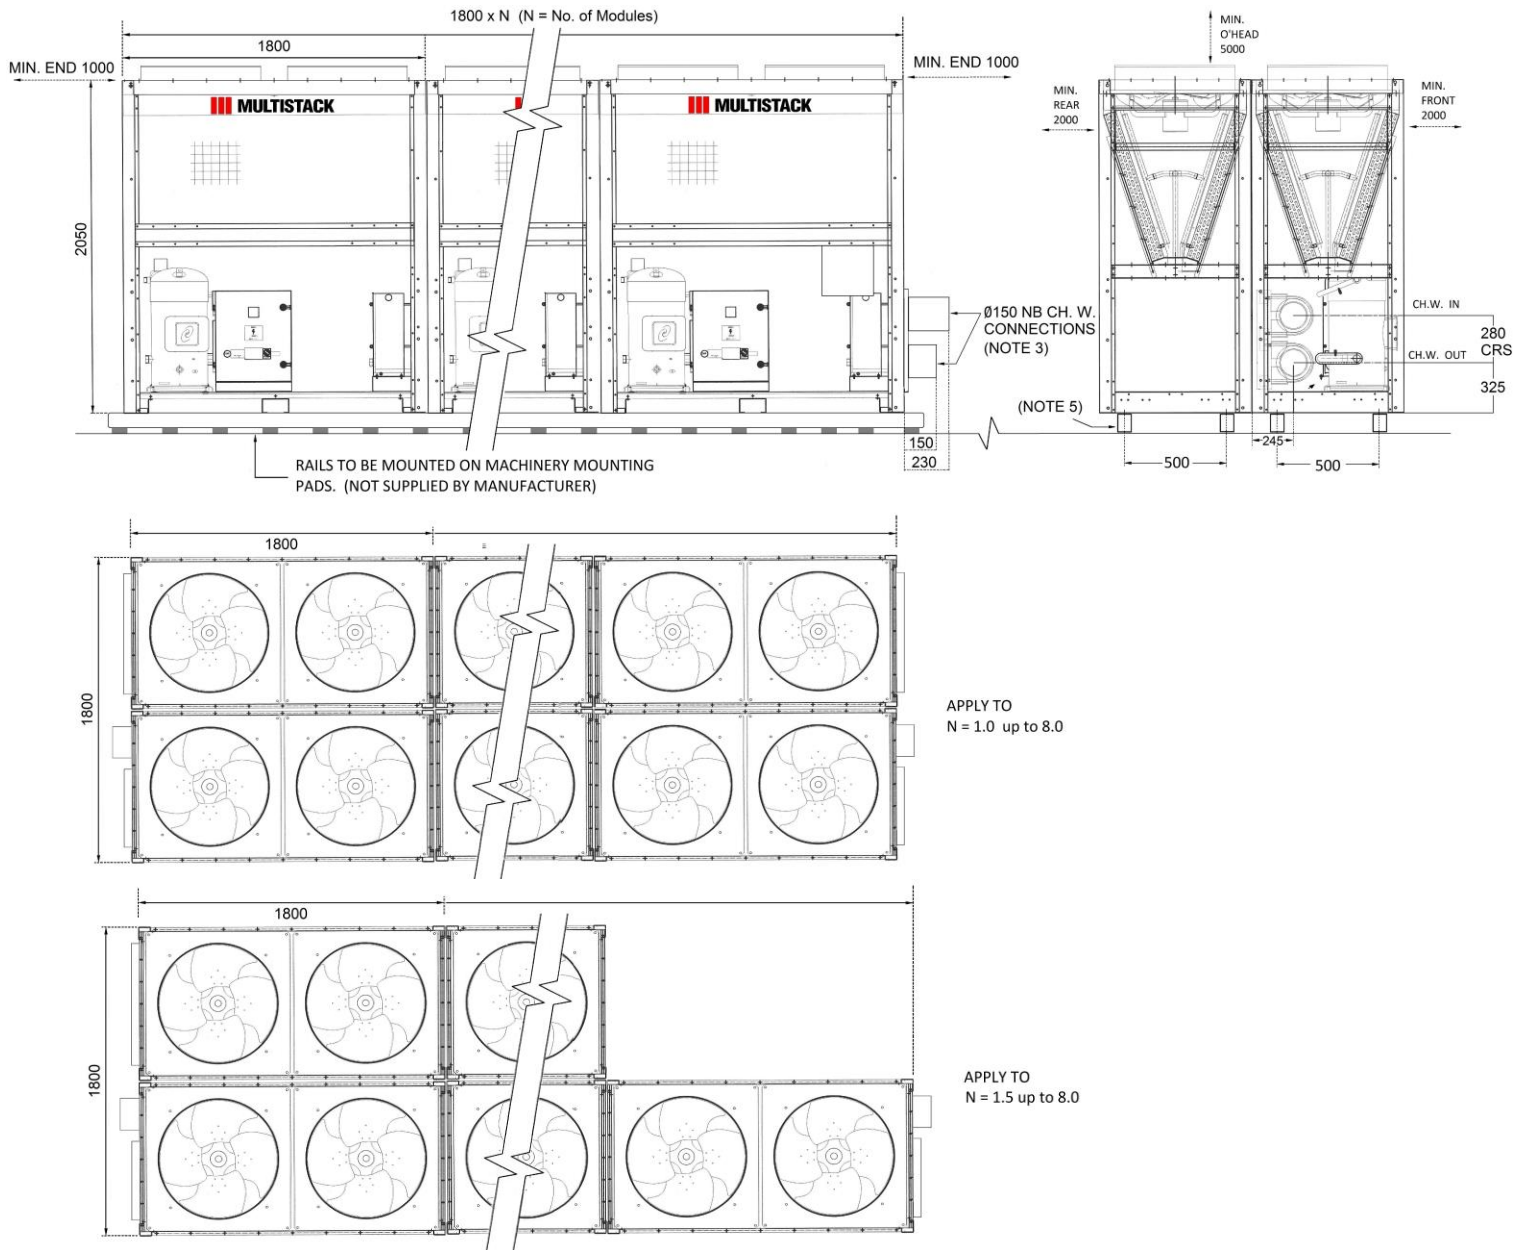 1800 x N (N = No. of Modules)
1800
MIN. END 1000
MIN. END 1000
MULTISTACK
MULTISTACK
2050
Ø150 NB CH. W.
CONNECTIONS
(NOTE 3)
150
230
RAILS TO BE MOUNTED ON MACHINERY MOUNTING
PADS. (NOT SUPPLIED BY MANUFACTURER)
MIN.
O'HEAD
5000
MIN.
REAR
2000
MIN.
FRONT
2000
CH.W. IN
280
CRS
CH.W. OUT
325
(NOTE 5)
245
500
500
1800
1800
APPLY TO
N = 1.0 up to 8.0
1800
1800
APPLY TO
N = 1.5 up to 8.0